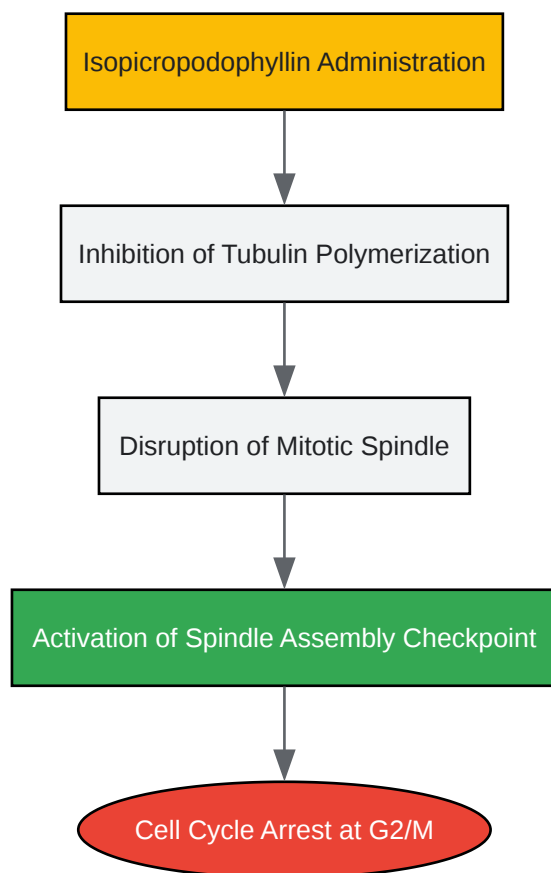 Isopicropodophyllin Administration
Inhibition of Tubulin Polymerization
Disruption of Mitotic Spindle
Activation of Spindle Assembly Checkpoint
Cell Cycle Arrest at G2/M